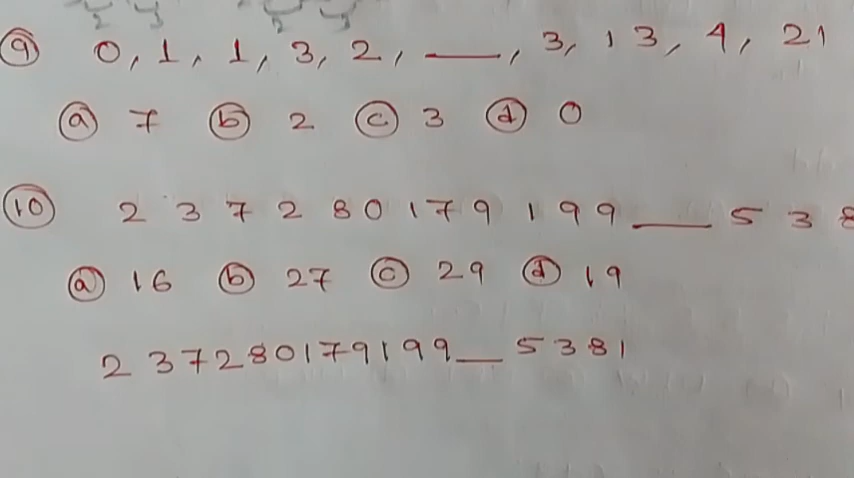 9 0, 1, 1, 3, 2, ___, 3, 13, 4, 21
a 7 b 2 c 3 d 0
10 2 3 7 2 8 0 1 7 9 1 9 9 ___ 5 3 8
a 16 b 27 c 29 d 19
2 3 7 2 8 0 1 7 9 1 9 9 __ 5 3 8 1